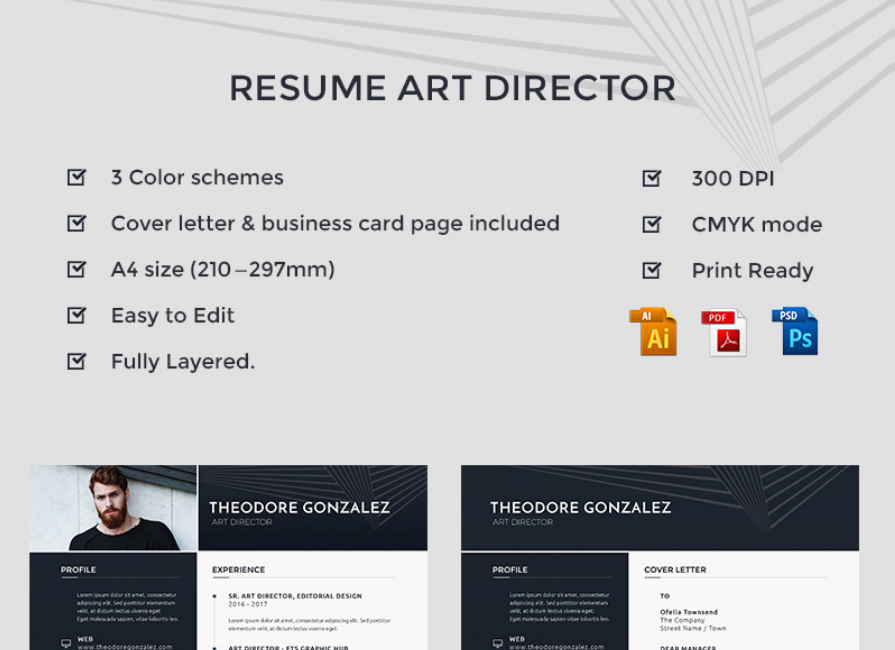 RESUME ART DIRECTOR
3 Color schemes
Cover letter & business card page included
A4 size (210–297mm)
Easy to Edit
Fully Layered.
300 DPI
CMYK mode
Print Ready
AI
Ai
PDF
PSD
Ps
THEODORE GONZALEZ
ART DIRECTOR
PROFILE
Lorem ipsum dolor sit amet, consectetur
adipiscing elit. Sed porttitor elementum
velit, at dictum lectus viverra eget.
Eget malesuada sapien, vitae lobortis leo.
WEB
www.theodoregonzalez.com
EXPERIENCE
SR. ART DIRECTOR, EDITORIAL DESIGN
2016 - 2017
Lorem ipsum dolor sit amet, consectetur adipiscing elit. Sed porttitor
elementum velit, at dictum lectus viverra eget.
ART DIRECTOR - ETS GRAPHIC HUB
THEODORE GONZALEZ
ART DIRECTOR
PROFILE
Lorem ipsum dolor sit amet, consectetur
adipiscing elit. Sed porttitor elementum
velit, at dictum lectus viverra eget.
Eget malesuada sapien, vitae lobortis leo.
WEB
www.theodoregonzalez.com
COVER LETTER
TO
Ofelia Townsend
The Company
Street Name / Town
DEAR MANAGER